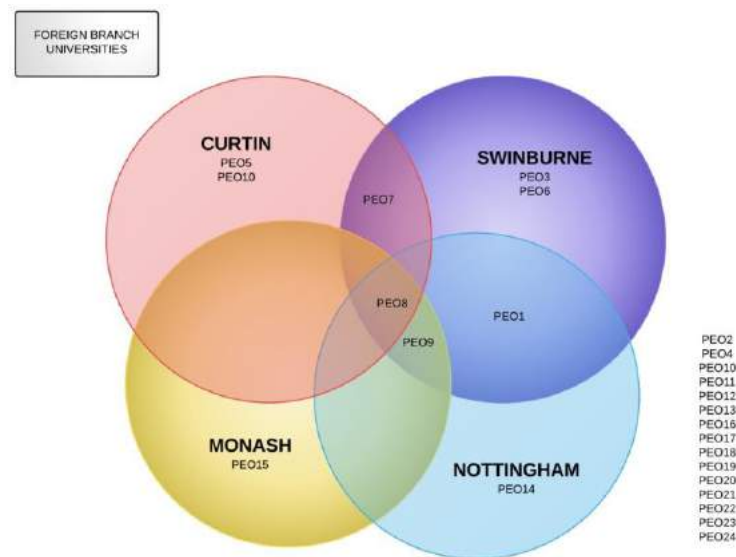 FOREIGN BRANCH
UNIVERSITIES
CURTIN
PEO5
PEO10
SWINBURNE
PEO3
PEO6
PEO7
PEO8
PEO1
PEO9
MONASH
PEO15
NOTTINGHAM
PEO14
PEO2
PEO4
PEO10
PEO11
PEO12
PEO13
PEO16
PEO17
PEO18
PEO19
PEO20
PEO21
PEO22
PEO23
PEO24